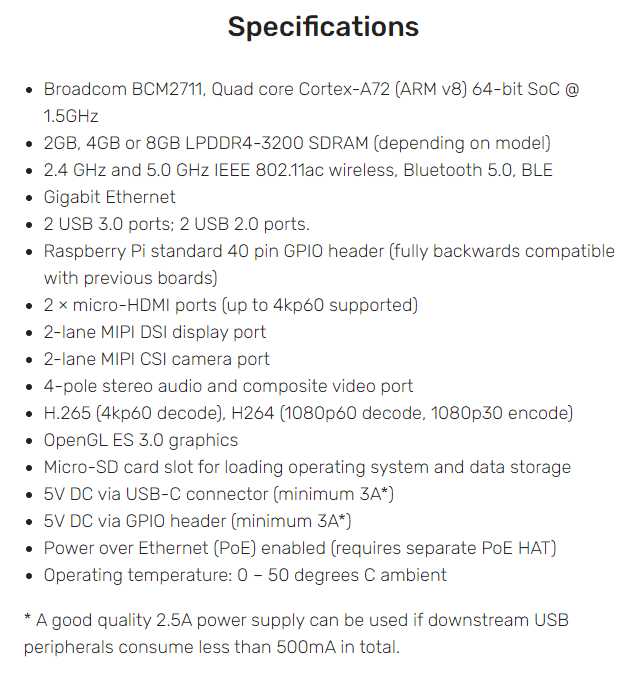 Specifications
• Broadcom BCM2711, Quad core Cortex-A72 (ARM v8) 64-bit SoC @
1.5GHz
• 2GB, 4GB or 8GB LPDDR4-3200 SDRAM (depending on model)
• 2.4 GHz and 5.0 GHz IEEE 802.11ac wireless, Bluetooth 5.0, BLE
• Gigabit Ethernet
• 2 USB 3.0 ports; 2 USB 2.0 ports.
• Raspberry Pi standard 40 pin GPIO header (fully backwards compatible
with previous boards)
• 2 × micro-HDMI ports (up to 4kp60 supported)
• 2-lane MIPI DSI display port
• 2-lane MIPI CSI camera port
• 4-pole stereo audio and composite video port
• H.265 (4kp60 decode), H264 (1080p60 decode, 1080p30 encode)
• OpenGL ES 3.0 graphics
• Micro-SD card slot for loading operating system and data storage
• 5V DC via USB-C connector (minimum 3A*)
• 5V DC via GPIO header (minimum 3A*)
• Power over Ethernet (PoE) enabled (requires separate PoE HAT)
• Operating temperature: 0 – 50 degrees C ambient
* A good quality 2.5A power supply can be used if downstream USB
peripherals consume less than 500mA in total.